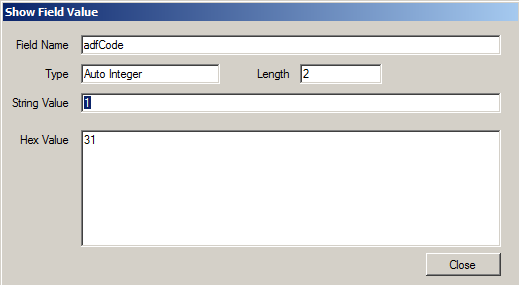 Show Field Value
Field Name adfCode
Type Auto Integer Length 2
String Value 1
Hex Value 31
Close